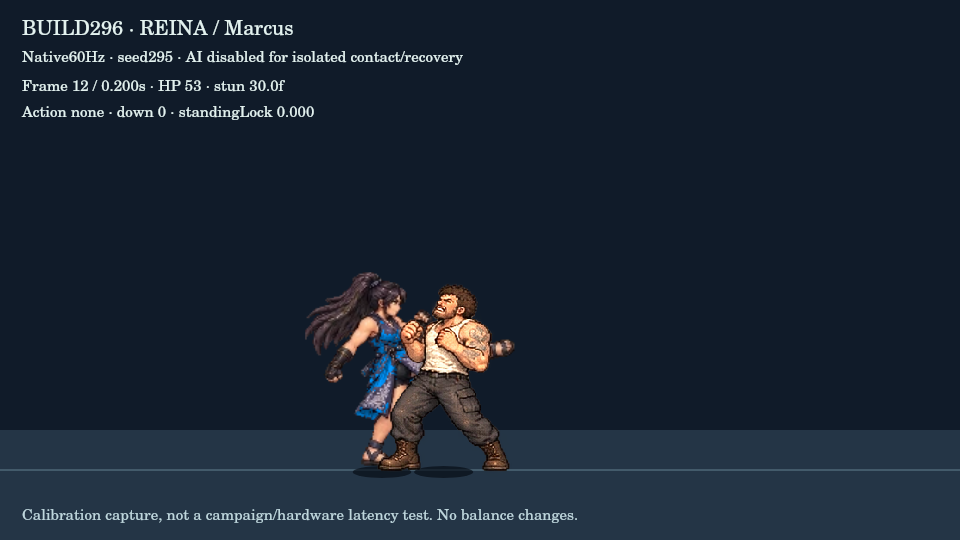 BUILD296 · REINA / Marcus
Native60Hz · seed295 · AI disabled for isolated contact/recovery
Frame 12 / 0.200s · HP 53 · stun 30.0f
Action none · down 0 · standingLock 0.000
Calibration capture, not a campaign/hardware latency test. No balance changes.